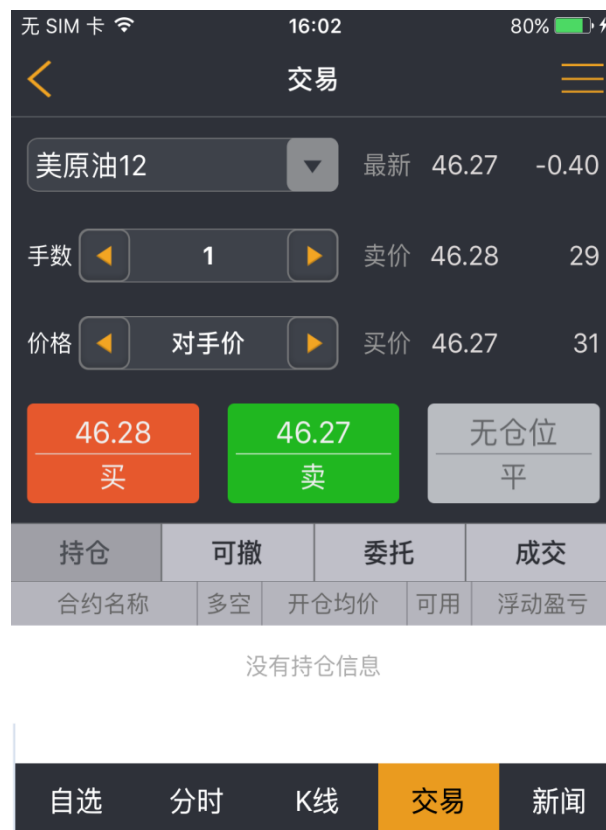 无 SIM 卡 16:02 80%
交易
美原油12 最新 46.27 -0.40
手数 1 卖价 46.28 29
价格 对手价 买价 46.27 31
46.28 46.27 无仓位
买 卖 平
持仓 可撤 委托 成交
合约名称 多空 开仓均价 可用 浮动盈亏
没有持仓信息
自选 分时 K线 交易 新闻